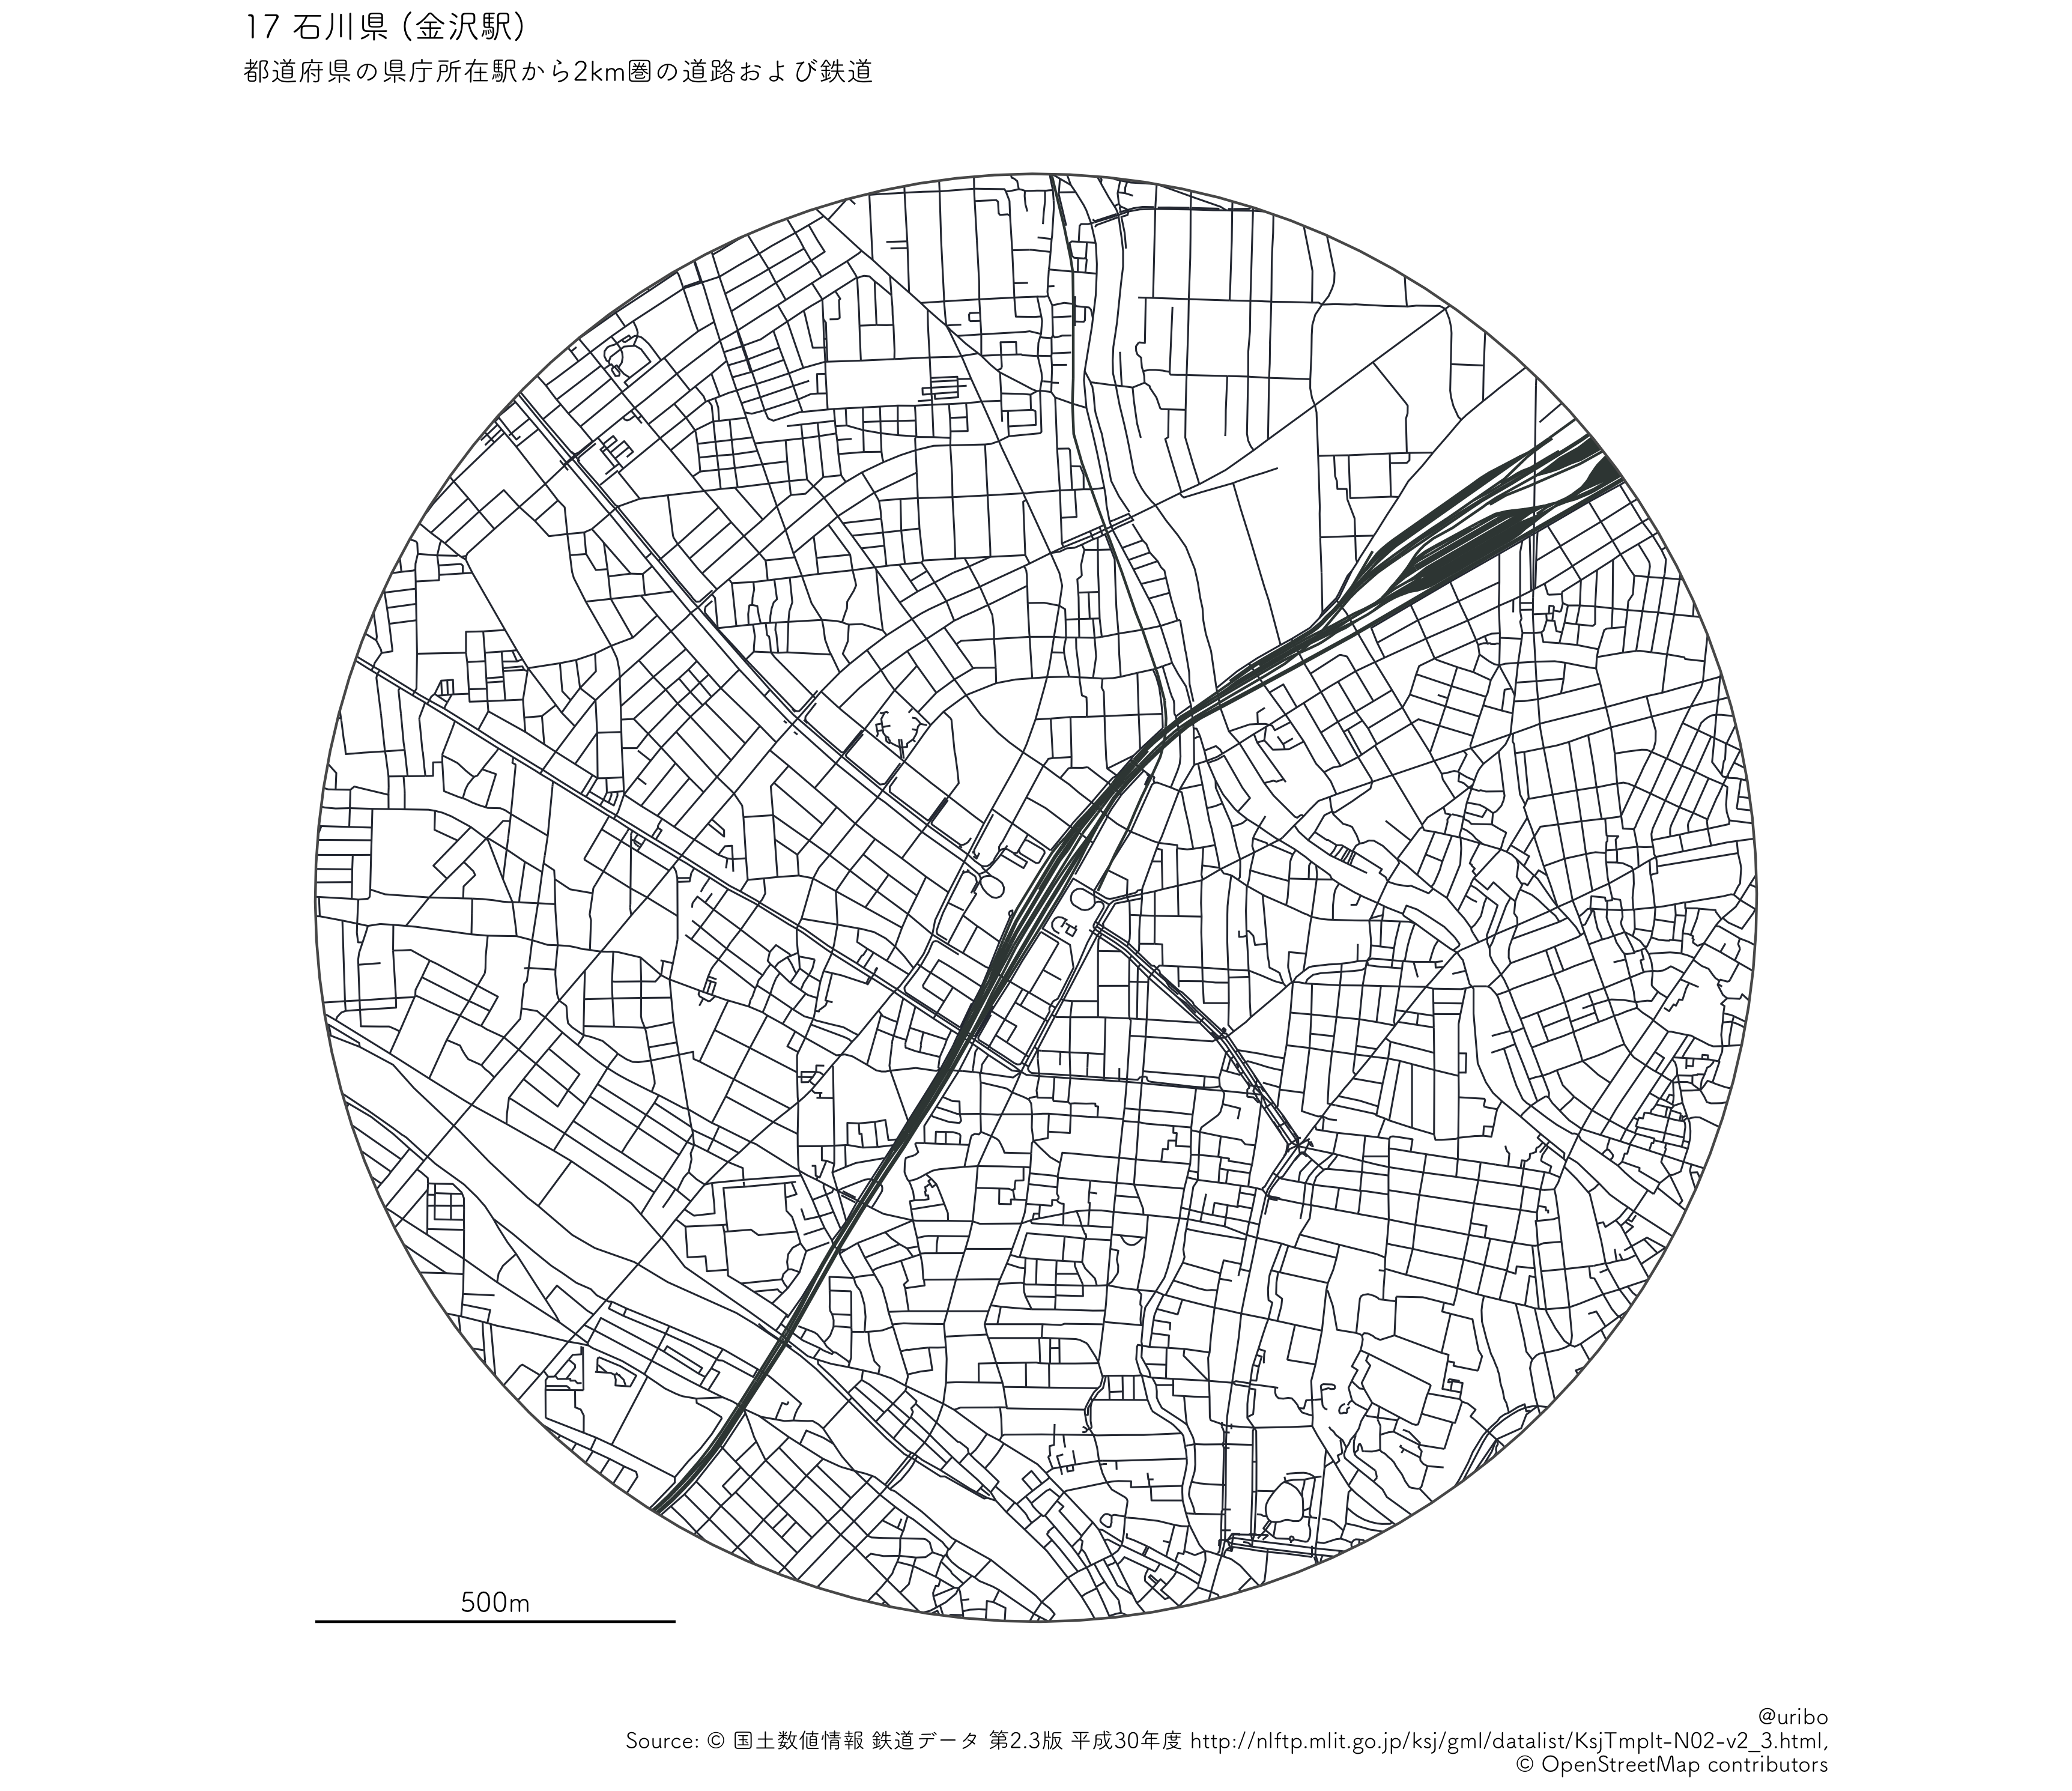 17 石川県 (金沢駅)
都道府県の県庁所在駅から2km圏の道路および鉄道
500m
@uribo
Source: © 国土数値情報 鉄道データ 第2.3版 平成30年度 http://nlftp.mlit.go.jp/ksj/gml/datalist/KsjTmplt-N02-v2_3.html,
© OpenStreetMap contributors